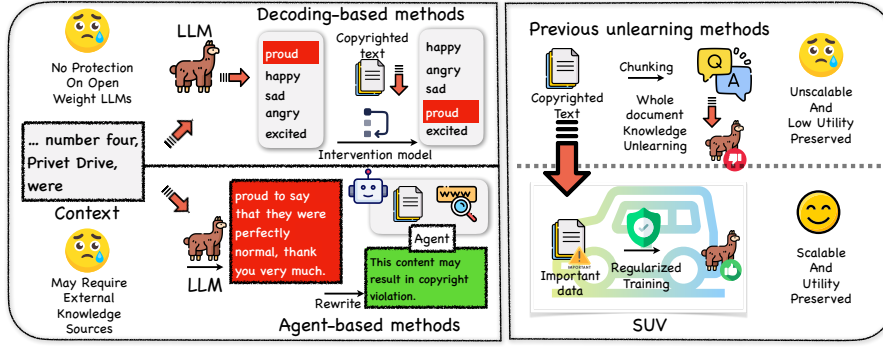 Decoding-based methods
LLM
No Protection
On Open
Weight LLMs
proud
happy
sad
angry
excited
Copyrighted
text
Intervention model
happy
angry
sad
proud
excited
... number four,
Privet Drive,
were
Context
May Require
External
Knowledge
Sources
LLM
proud to say
that they were
perfectly
normal, thank
you very much.
Rewrite
www
Agent
This content may
result in copyright
violation.
Agent-based methods
Previous unlearning methods
Copyrighted
Text
Chunking
Whole
document
Knowledge
Unlearning
Q
A
Unscalable
And
Low Utility
Preserved
IMPORTANT
Important
data
Regularized
Training
SUV
Scalable
And
Utility
Preserved